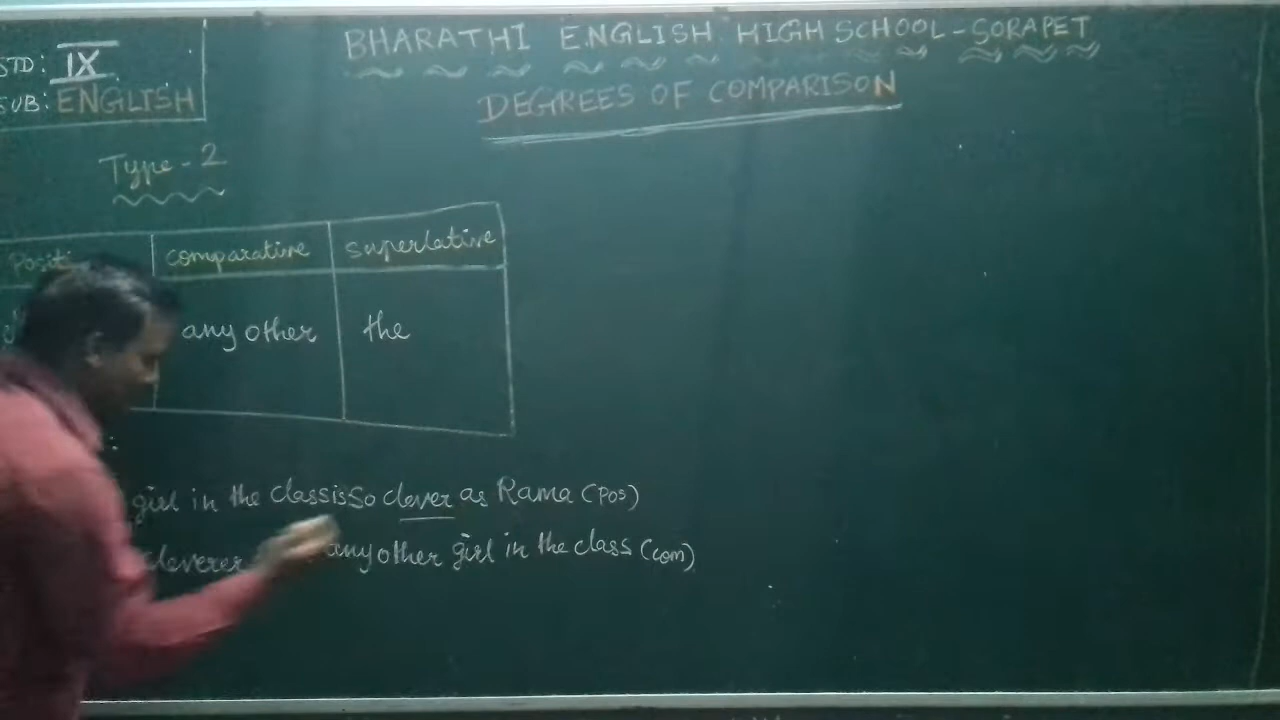 STD: IX
SUB: ENGLISH
BHARATHI ENGLISH HIGH SCHOOL - SORAPET
DEGREES OF COMPARISON
Type - 2
comparative superlative
any other the
girl in the class is so clever as Rama (pos)
cleverer any other girl in the class (com)